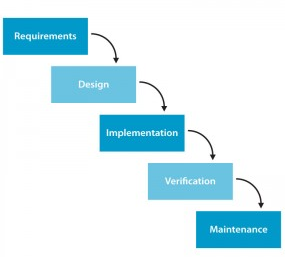 Requirements
Design
Implementation
Verification
Maintenance